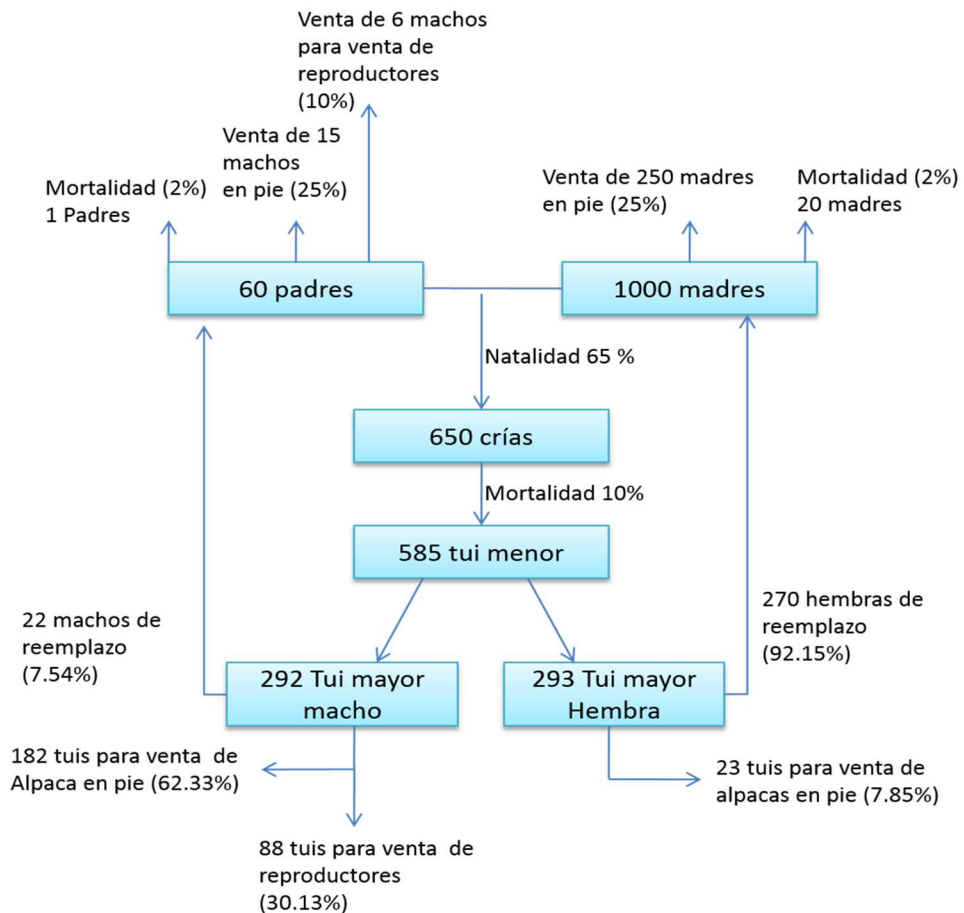 Venta de 6 machos
para venta de
reproductores
(10%)
Venta de 15
machos
en pie (25%)
Mortalidad (2%)
1 Padres
Venta de 250 madres
en pie (25%)
Mortalidad (2%)
20 madres
60 padres
1000 madres
Natalidad 65 %
650 crías
Mortalidad 10%
585 tui menor
22 machos de
reemplazo
(7.54%)
270 hembras de
reemplazo
(92.15%)
292 Tui mayor
macho
293 Tui mayor
Hembra
182 tuis para venta de
Alpaca en pie (62.33%)
23 tuis para venta de
alpacas en pie (7.85%)
88 tuis para venta de
reproductores
(30.13%)